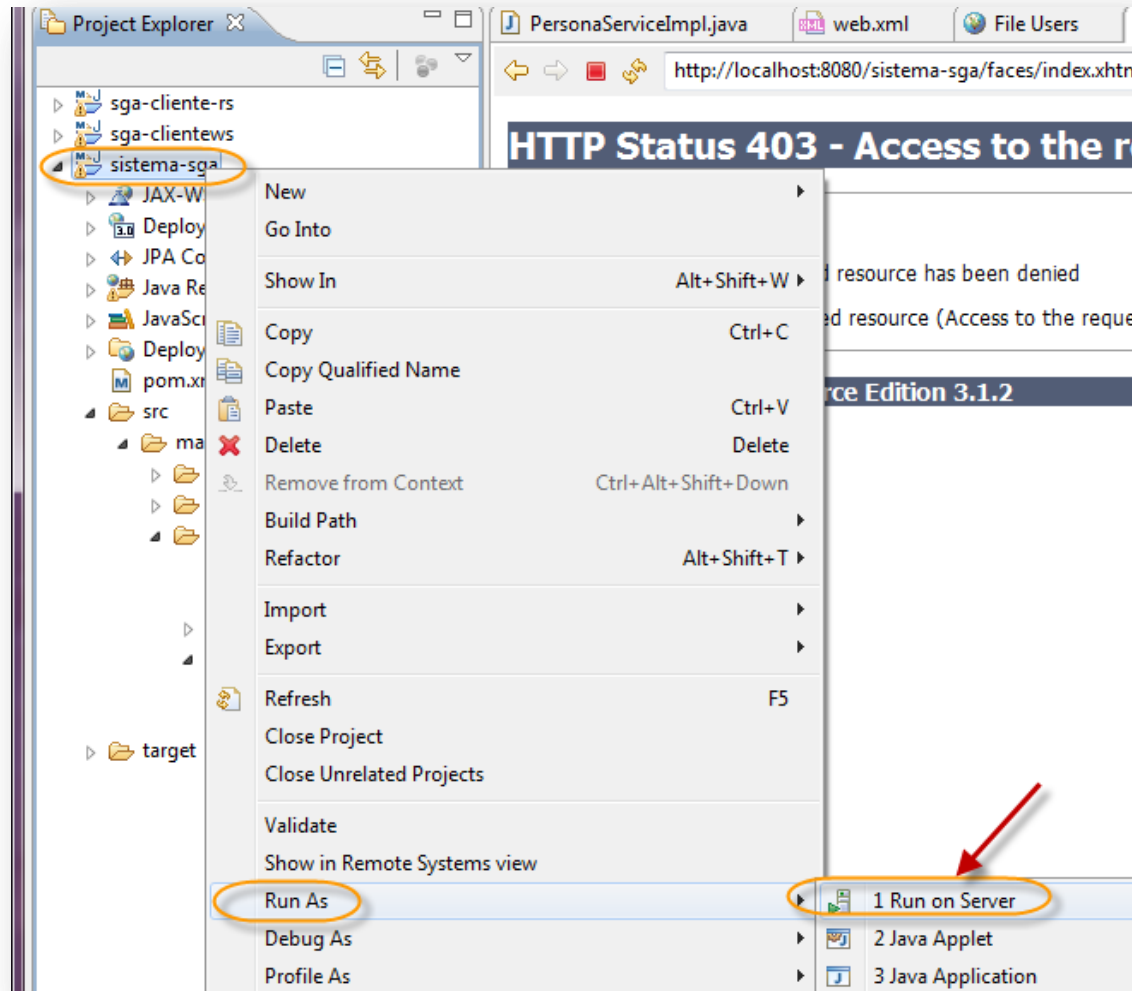 Project Explorer
PersonaServiceImpl.java
web.xml
File Users
http://localhost:8080/sistema-sga/faces/index.xhtm
sga-cliente-rs
sga-clientews
sistema-sga
JAX-W
3.0 Deploy
JPA Co
Java Re
JavaScr
Deploy
pom.xm
src
ma
target
HTTP Status 403 - Access to the r
d resource has been denied
ed resource (Access to the reque
rce Edition 3.1.2
New
Go Into
Show In Alt+Shift+W
Copy Ctrl+C
Copy Qualified Name
Paste Ctrl+V
Delete Delete
Remove from Context Ctrl+Alt+Shift+Down
Build Path
Refactor Alt+Shift+T
Import
Export
Refresh F5
Close Project
Close Unrelated Projects
Validate
Show in Remote Systems view
Run As
Debug As
Profile As
1 Run on Server
2 Java Applet
3 Java Application